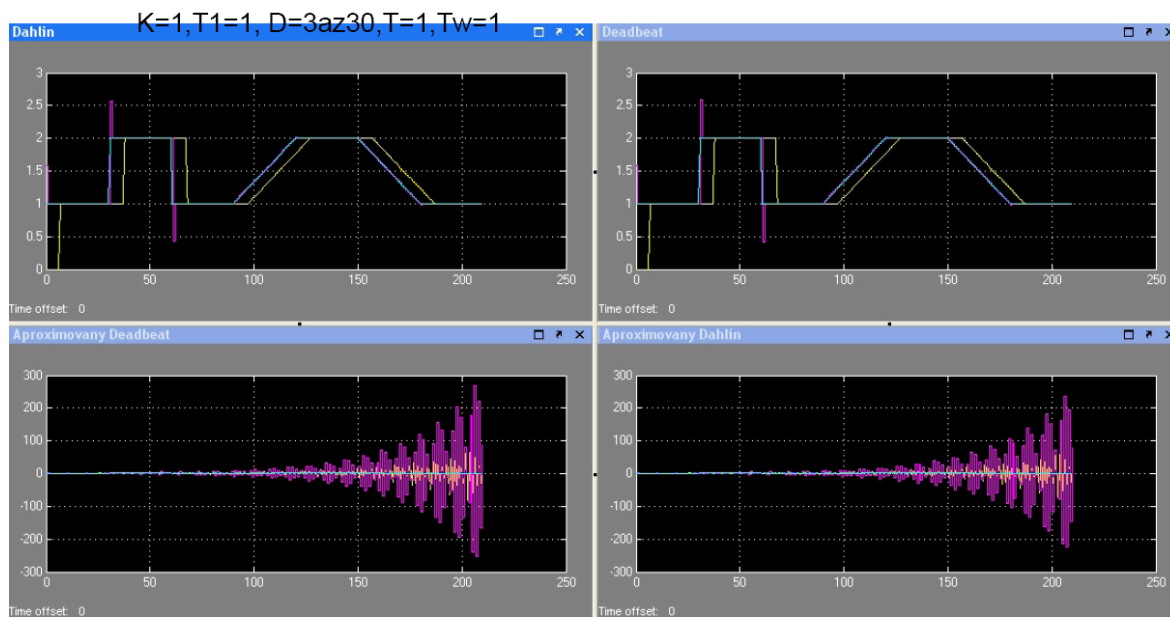 K=1,T1=1, D=3az30,T=1,Tw=1
Dahlin
3
2.5
2
1.5
1
0.5
0
0 50 100 150 200 250
Time offset: 0
Deadbeat
3
2.5
2
1.5
1
0.5
0
0 50 100 150 200 250
Time offset: 0
Aproximovany Deadbeat
300
200
100
0
-100
-200
-300
0 50 100 150 200 250
Time offset: 0
Aproximovany Dahlin
300
200
100
0
-100
-200
-300
0 50 100 150 200 250
Time offset: 0